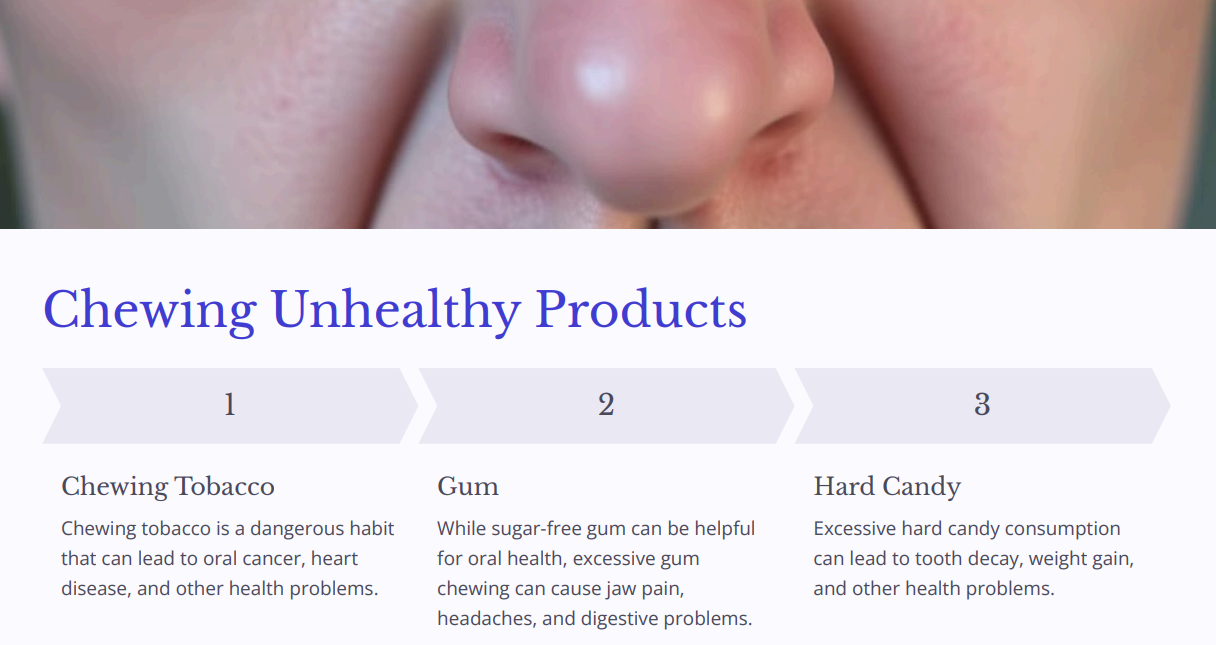 Chewing Unhealthy Products
1
2
3
Chewing Tobacco
Chewing tobacco is a dangerous habit
that can lead to oral cancer, heart
disease, and other health problems.
Gum
While sugar-free gum can be helpful
for oral health, excessive gum
chewing can cause jaw pain,
headaches, and digestive problems.
Hard Candy
Excessive hard candy consumption
can lead to tooth decay, weight gain,
and other health problems.